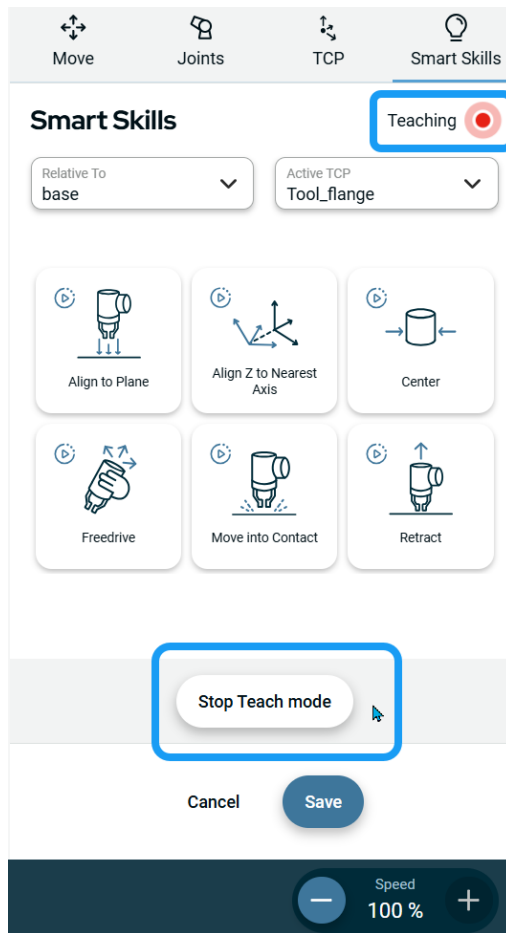 Move
Joints
TCP
Smart Skills
Smart Skills
Teaching
Relative To
base
Active TCP
Tool_flange
Align to Plane
Align Z to Nearest
Axis
Center
Freedrive
Move into Contact
Retract
Stop Teach mode
Cancel
Save
Speed
100 %